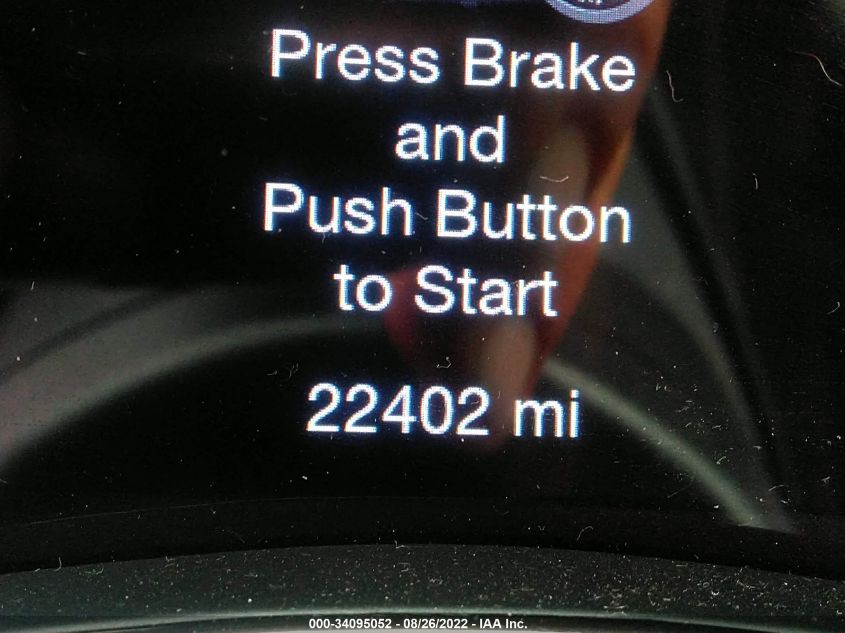 Press Brake
and
Push Button
to Start
22402 mi
000-34095052 - 08/26/2022 - IAA Inc.